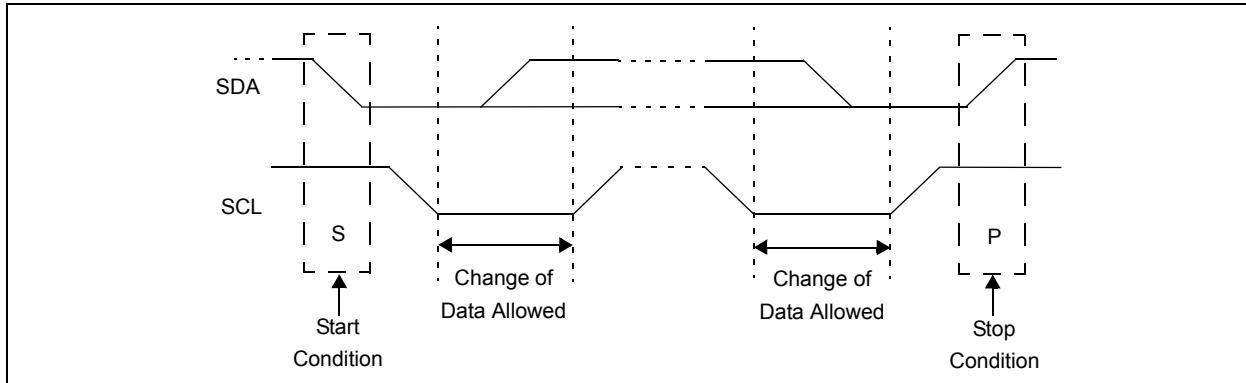 SDA
SCL
S
P
Change of
Data Allowed
Change of
Data Allowed
Start
Condition
Stop
Condition